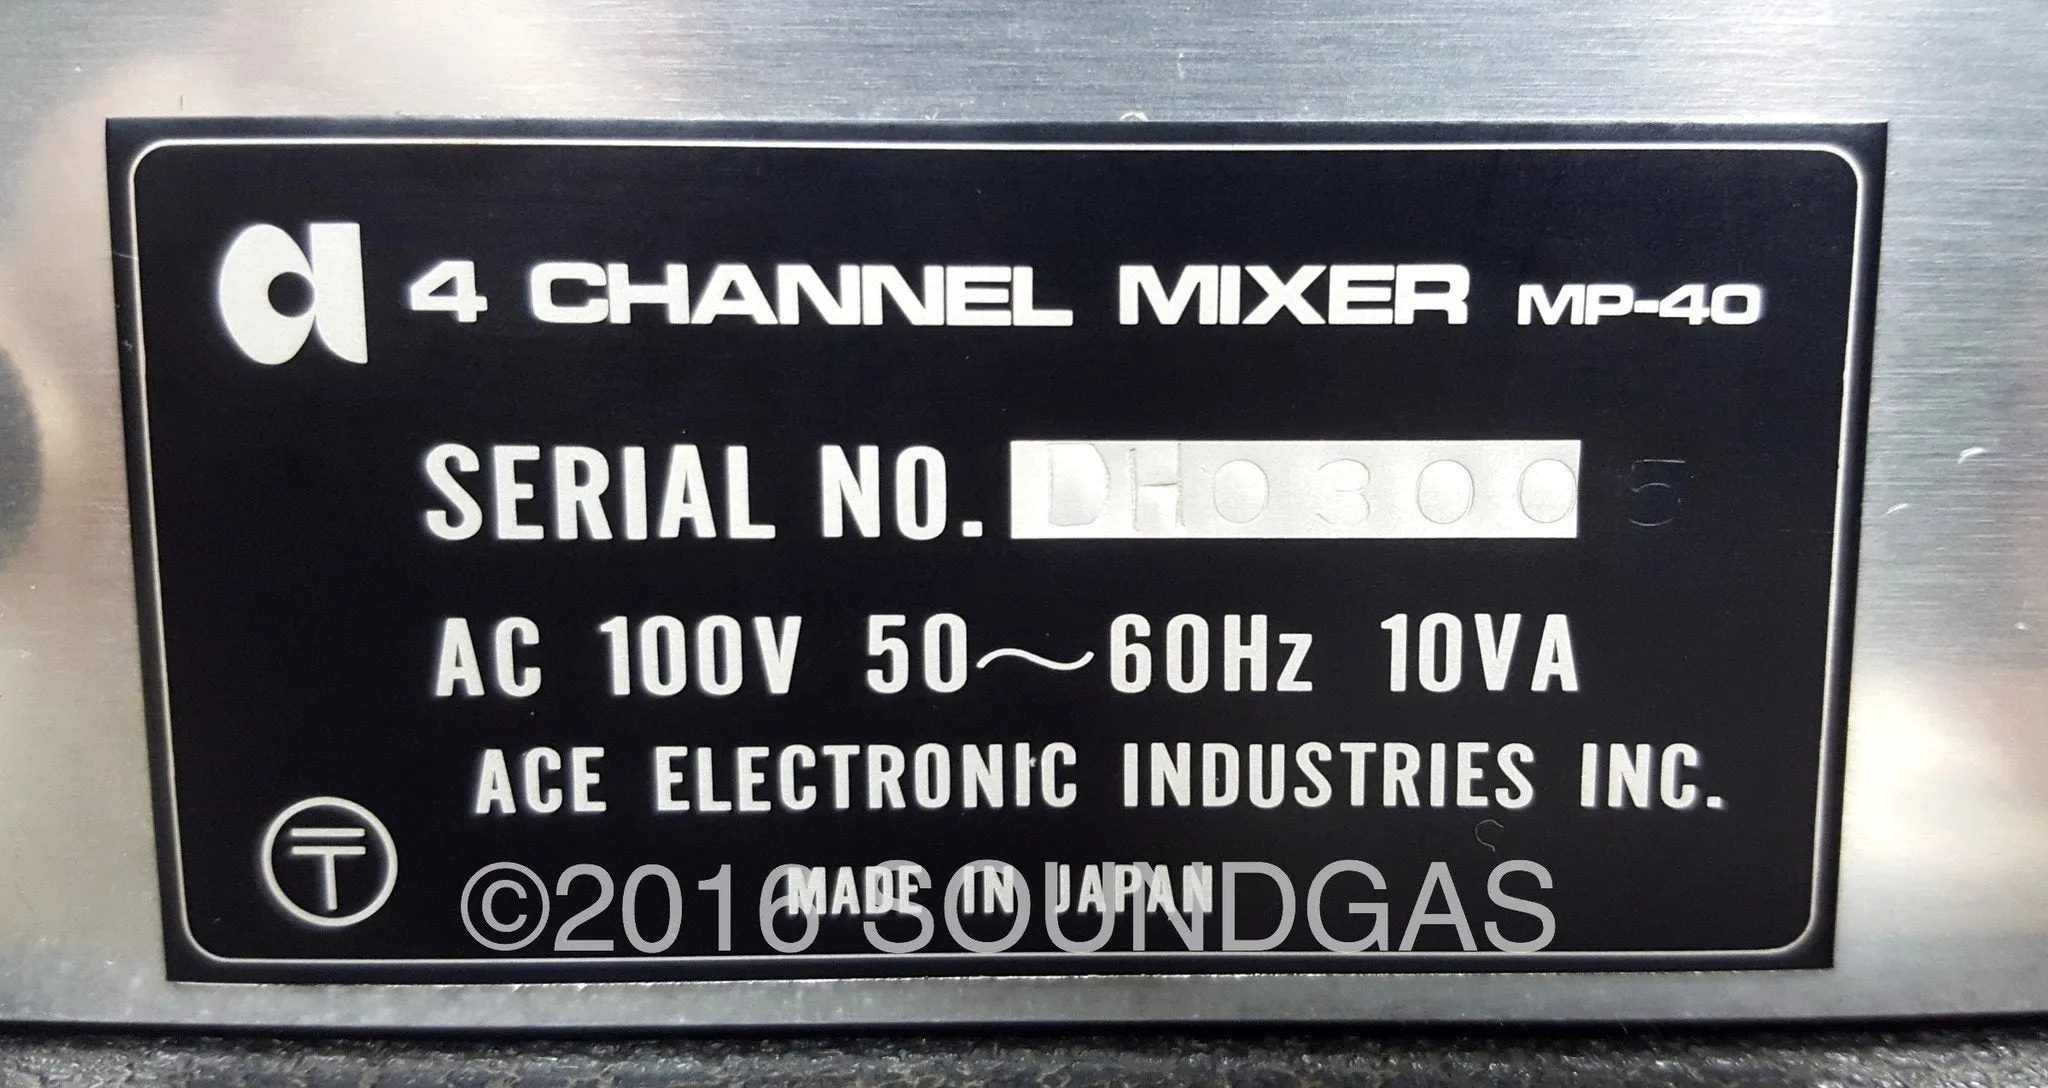 a 4 CHANNEL MIXER MP-40
SERIAL NO. DH03005
AC 100V 50～60Hz 10VA
ACE ELECTRONIC INDUSTRIES INC.
T
MADE IN JAPAN
©2016 SOUNDGAS